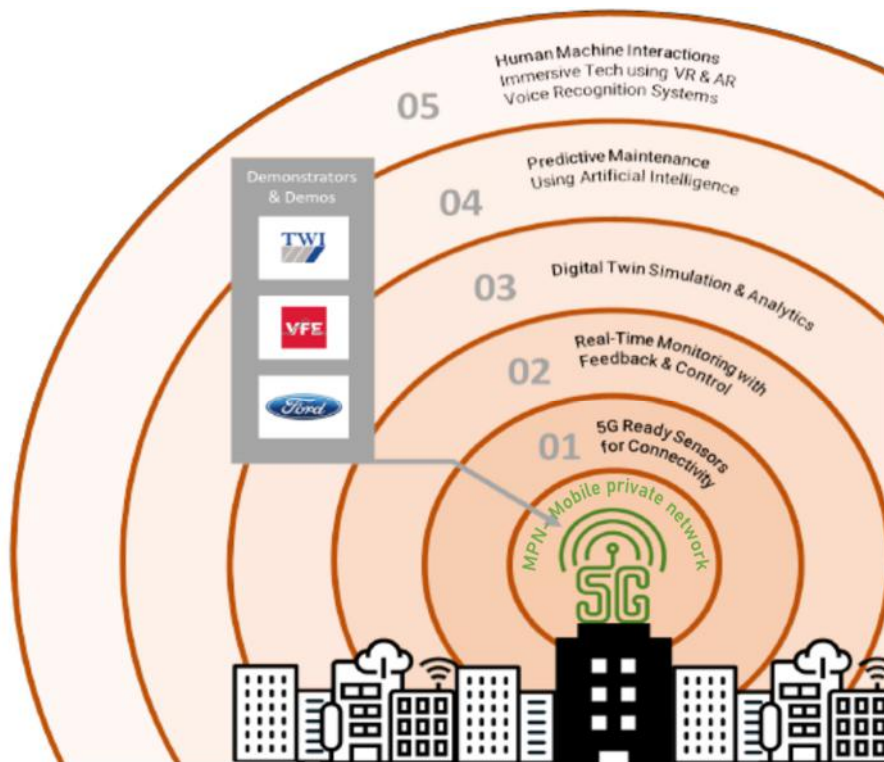 05
Human Machine Interactions
Immersive Tech using VR & AR
Voice Recognition Systems
Demonstrators
& Demos
TWI
VFE
Ford
04
Predictive Maintenance
Using Artificial Intelligence
03
Digital Twin Simulation & Analytics
02
Real-Time Monitoring with
Feedback & Control
01
5G Ready Sensors
for Connectivity
MPN-Mobile private network
5G